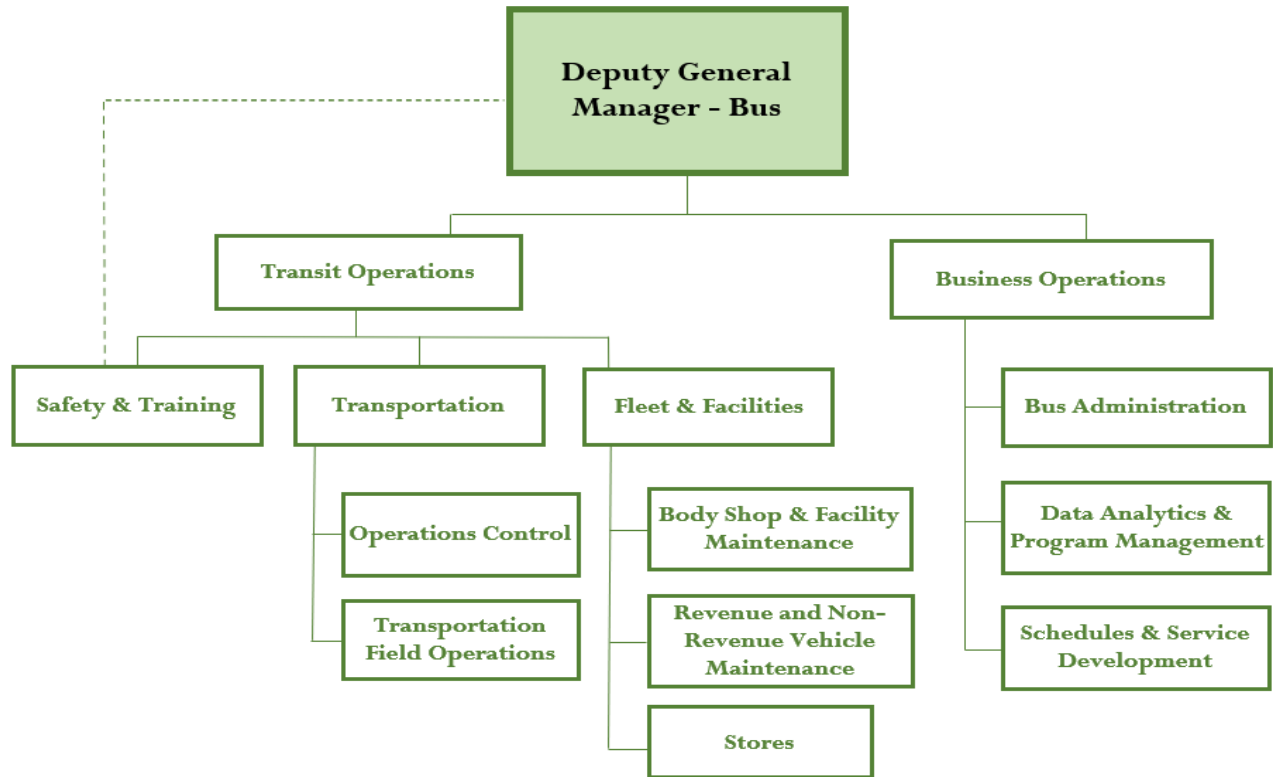 Deputy General
Manager - Bus
Transit Operations
Business Operations
Safety & Training
Transportation
Fleet & Facilities
Bus Administration
Operations Control
Body Shop & Facility
Maintenance
Data Analytics &
Program Management
Transportation
Field Operations
Revenue and Non-
Revenue Vehicle
Maintenance
Schedules & Service
Development
Stores